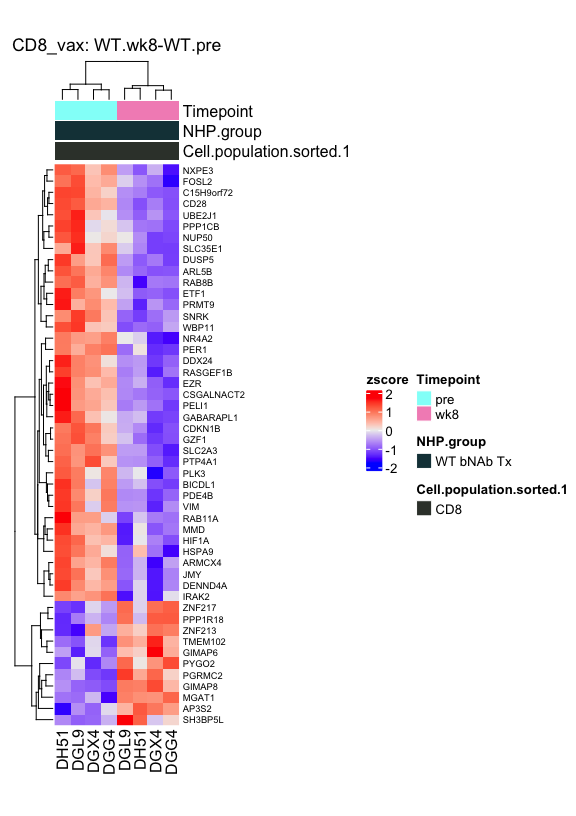 CD8_vax: WT.wk8-WT.pre
Timepoint
NHP.group
Cell.population.sorted.1
NXPE3
FOSL2
C15H9orf72
CD28
UBE2J1
PPP1CB
NUP50
SLC35E1
DUSP5
ARL5B
RAB8B
ETF1
PRMT9
SNRK
WBP11
NR4A2
PER1
DDX24
RASGEF1B
EZR
CSGALNACT2
PELI1
GABARAPL1
CDKN1B
GZF1
SLC2A3
PTP4A1
PLK3
BICDL1
PDE4B
VIM
RAB11A
MMD
HIF1A
HSPA9
ARMCX4
JMY
DENND4A
IRAK2
ZNF217
PPP1R18
ZNF213
TMEM102
GIMAP6
PYGO2
PGRMC2
GIMAP8
MGAT1
AP3S2
SH3BP5L
DH51 DGL9 DGX4 DGG4 DGL9 DH51 DGX4 DGG4
zscore
2
1
0
-1
-2
Timepoint
pre
wk8
NHP.group
WT bNAb Tx
Cell.population.sorted.1
CD8